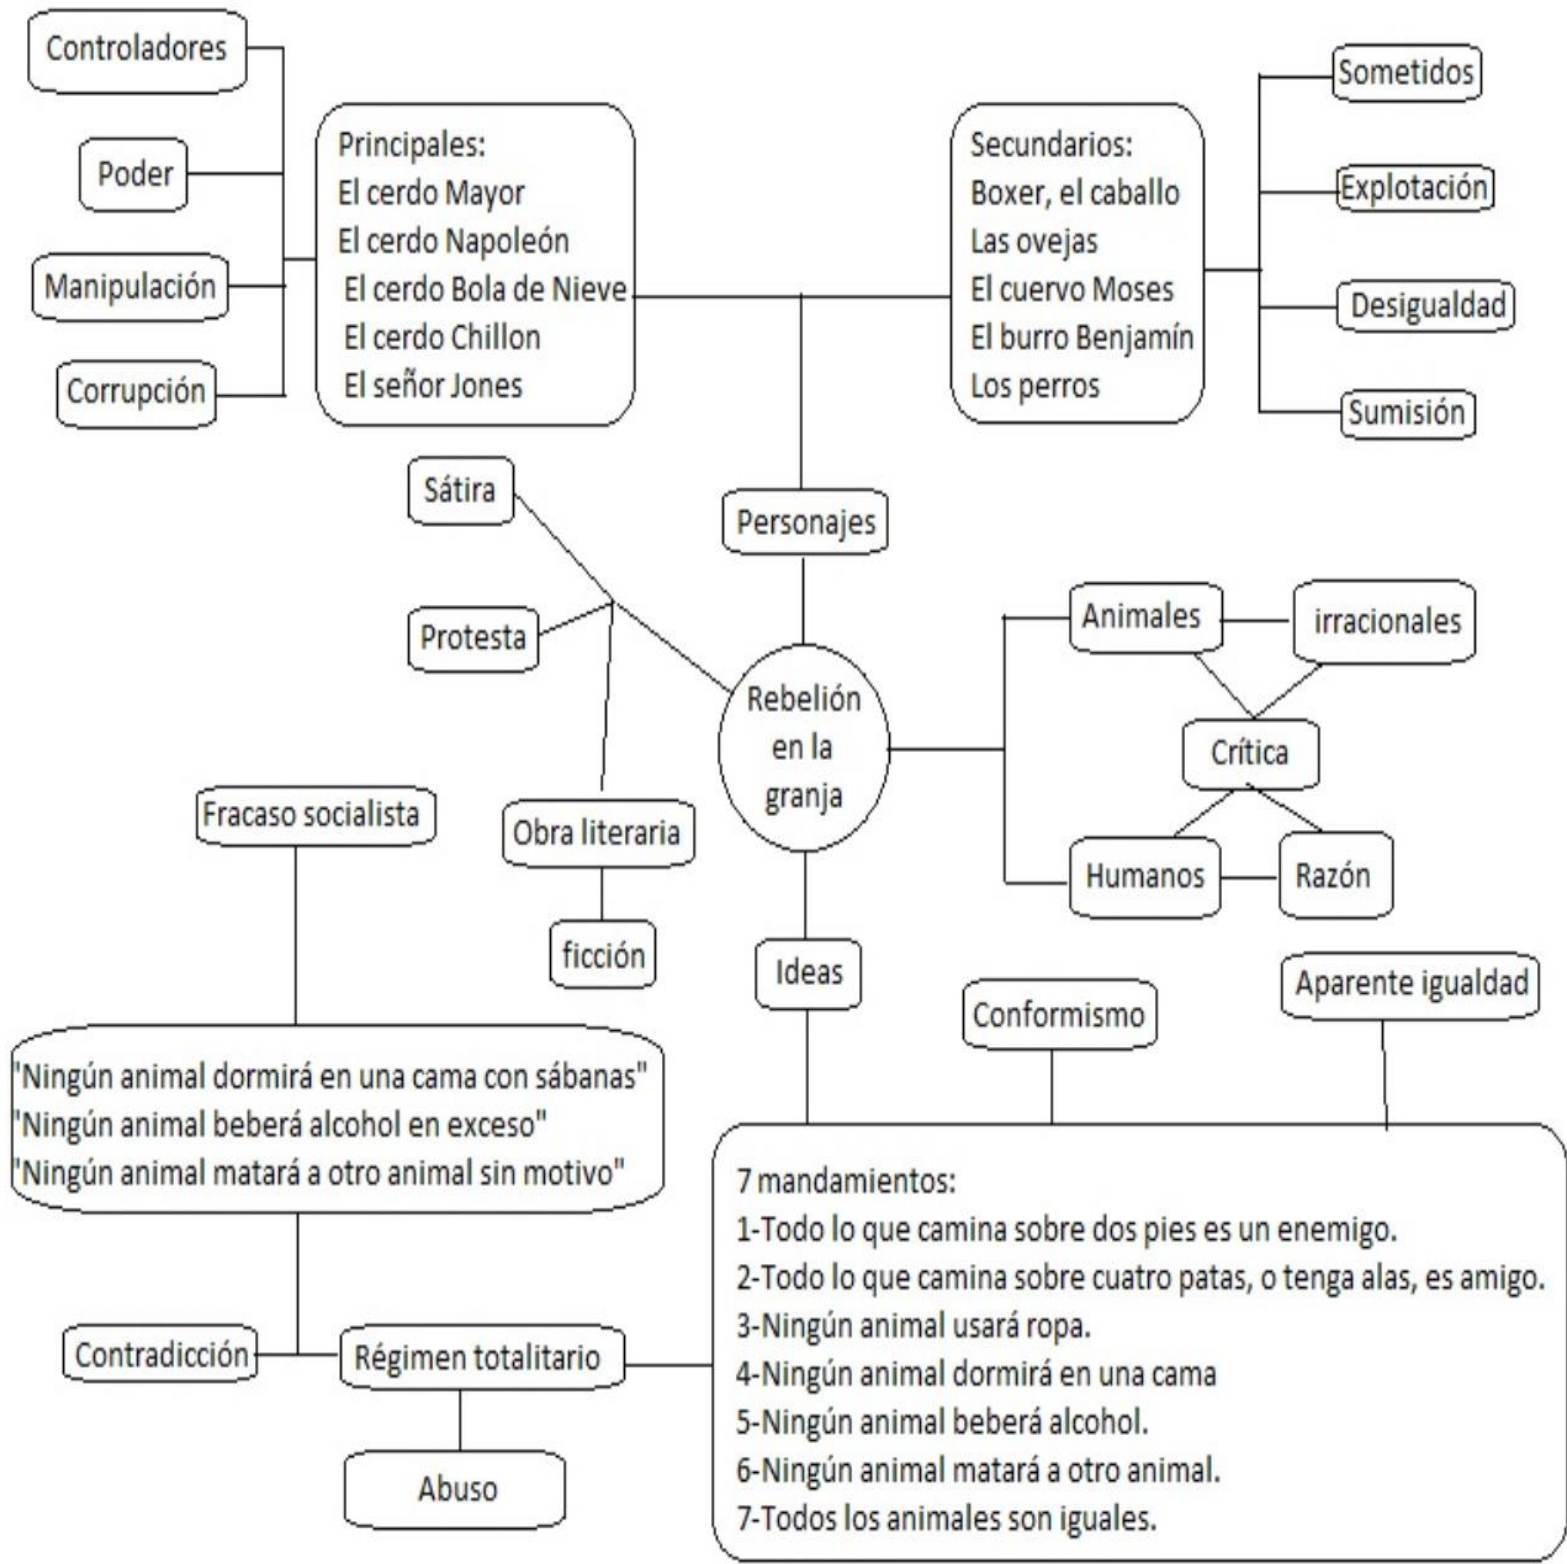 Controladores
Poder
Manipulación
Corrupción
Principales:
El cerdo Mayor
El cerdo Napoleón
El cerdo Bola de Nieve
El cerdo Chillon
El señor Jones
Secundarios:
Boxer, el caballo
Las ovejas
El cuervo Moses
El burro Benjamín
Los perros
Sometidos
Explotación
Desigualdad
Sumisión
Sátira
Protesta
Obra literaria
ficción
Personajes
Rebelión
en la
granja
Animales
irracionales
Crítica
Humanos
Razón
Ideas
Conformismo
Aparente igualdad
Fracaso socialista
"Ningún animal dormirá en una cama con sábanas"
"Ningún animal beberá alcohol en exceso"
"Ningún animal matará a otro animal sin motivo"
Contradicción
Régimen totalitario
Abuso
7 mandamientos:
1-Todo lo que camina sobre dos pies es un enemigo.
2-Todo lo que camina sobre cuatro patas, o tenga alas, es amigo.
3-Ningún animal usará ropa.
4-Ningún animal dormirá en una cama
5-Ningún animal beberá alcohol.
6-Ningún animal matará a otro animal.
7-Todos los animales son iguales.